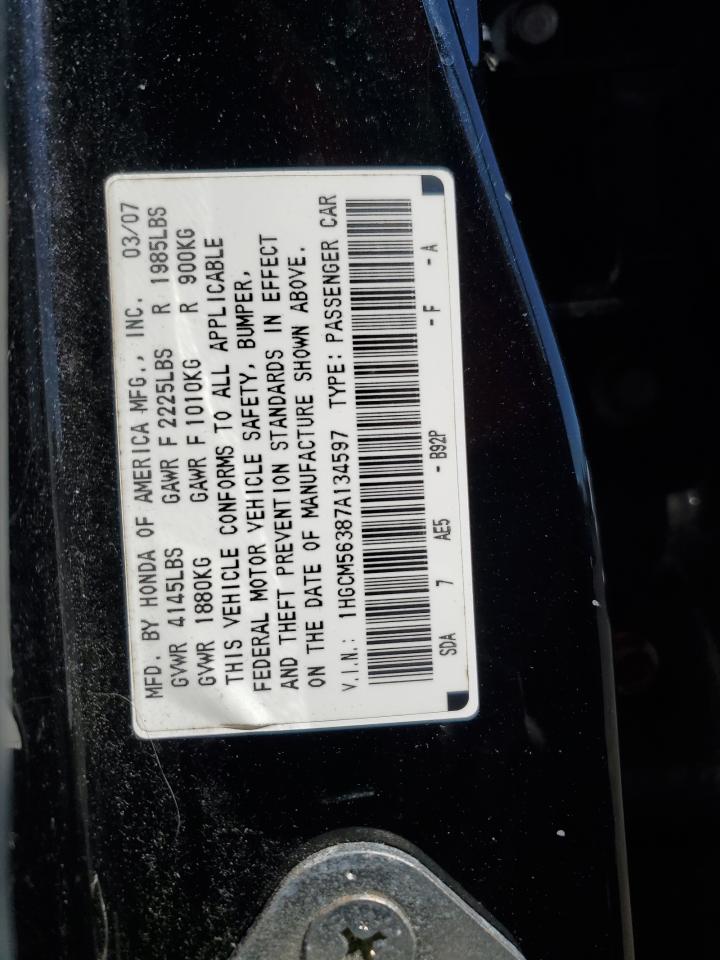 MFD. BY HONDA OF AMERICA MFG., INC. 03/07
GVWR 4145LBS GAWR F 2225LBS R 1985LBS
GVWR 1880KG GAWR F 1010KG R 900KG
THIS VEHICLE CONFORMS TO ALL APPLICABLE
FEDERAL MOTOR VEHICLE SAFETY, BUMPER,
AND THEFT PREVENTION STANDARDS IN EFFECT
ON THE DATE OF MANUFACTURE SHOWN ABOVE.
V.I.N.: 1HGCM56387A134597 TYPE: PASSENGER CAR
SDA 7 AE5 - B92P - F - A